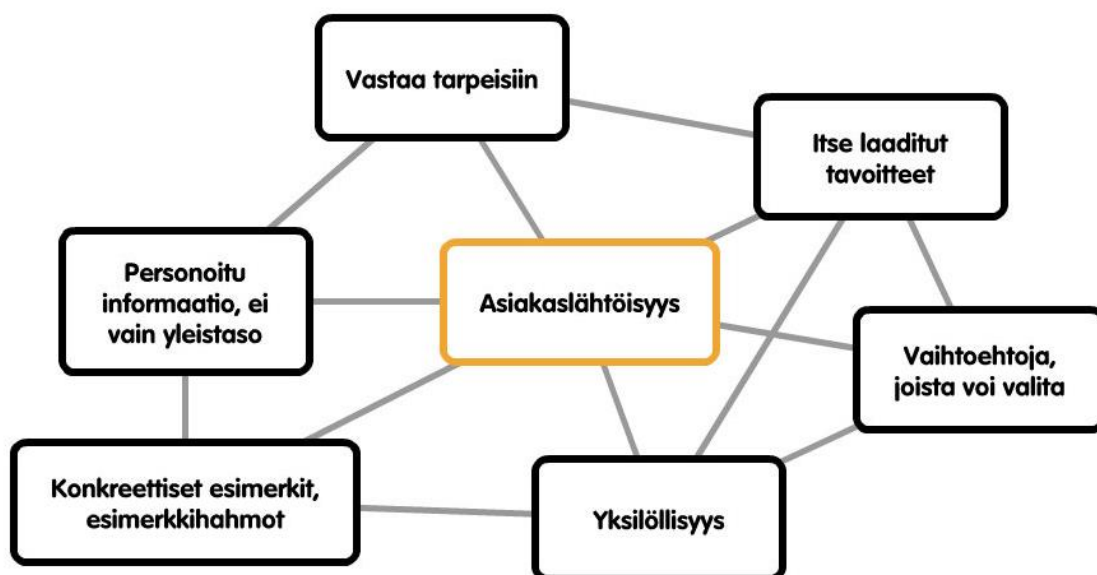 Vastaa tarpeisiin
Itse laaditut
tavoitteet
Personoitu
informaatio, ei
vain yleistaso
Asiakaslähtöisyys
Vaihtoehtoja,
joista voi valita
Konkreettiset esimerkit,
esimerkkihahmot
Yksilöllisyys